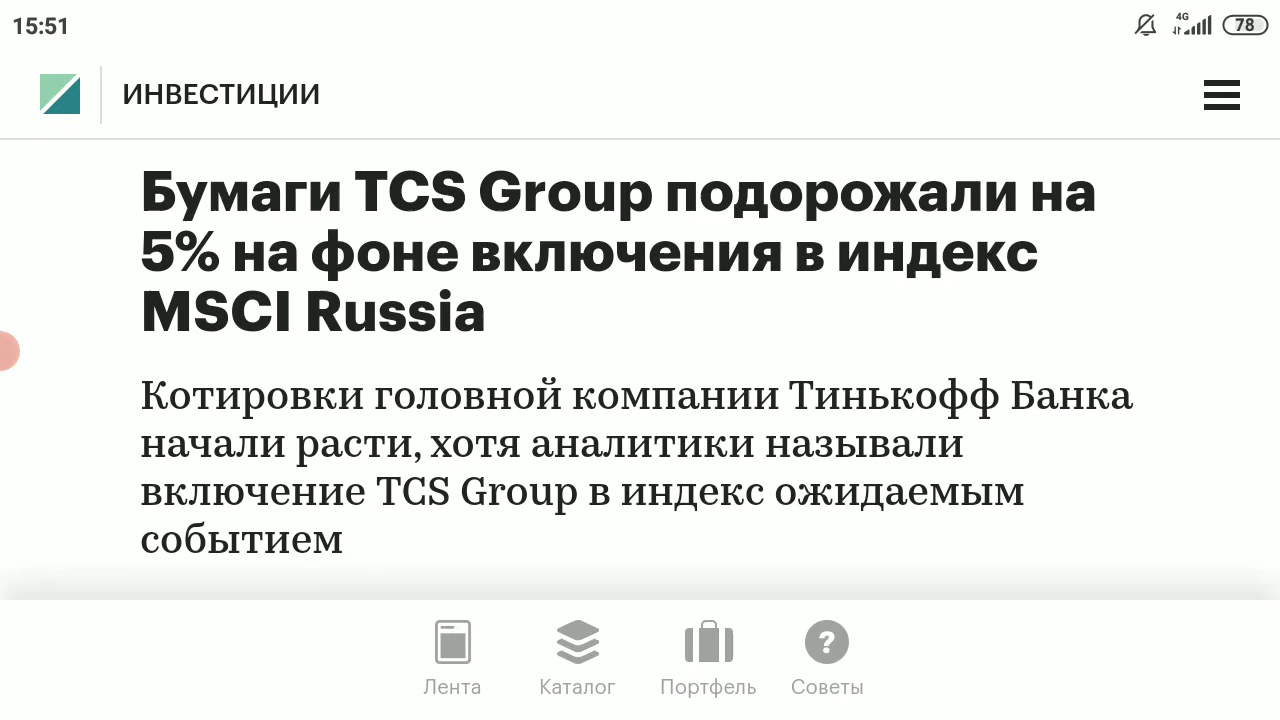 15:51
4G
78
ИНВЕСТИЦИИ
Бумаги TCS Group подорожали на
5% на фоне включения в индекс
MSCI Russia
Котировки головной компании Тинькофф Банка
начали расти, хотя аналитики называли
включение TCS Group в индекс ожидаемым
событием
?
Лента
Каталог
Портфель
Советы